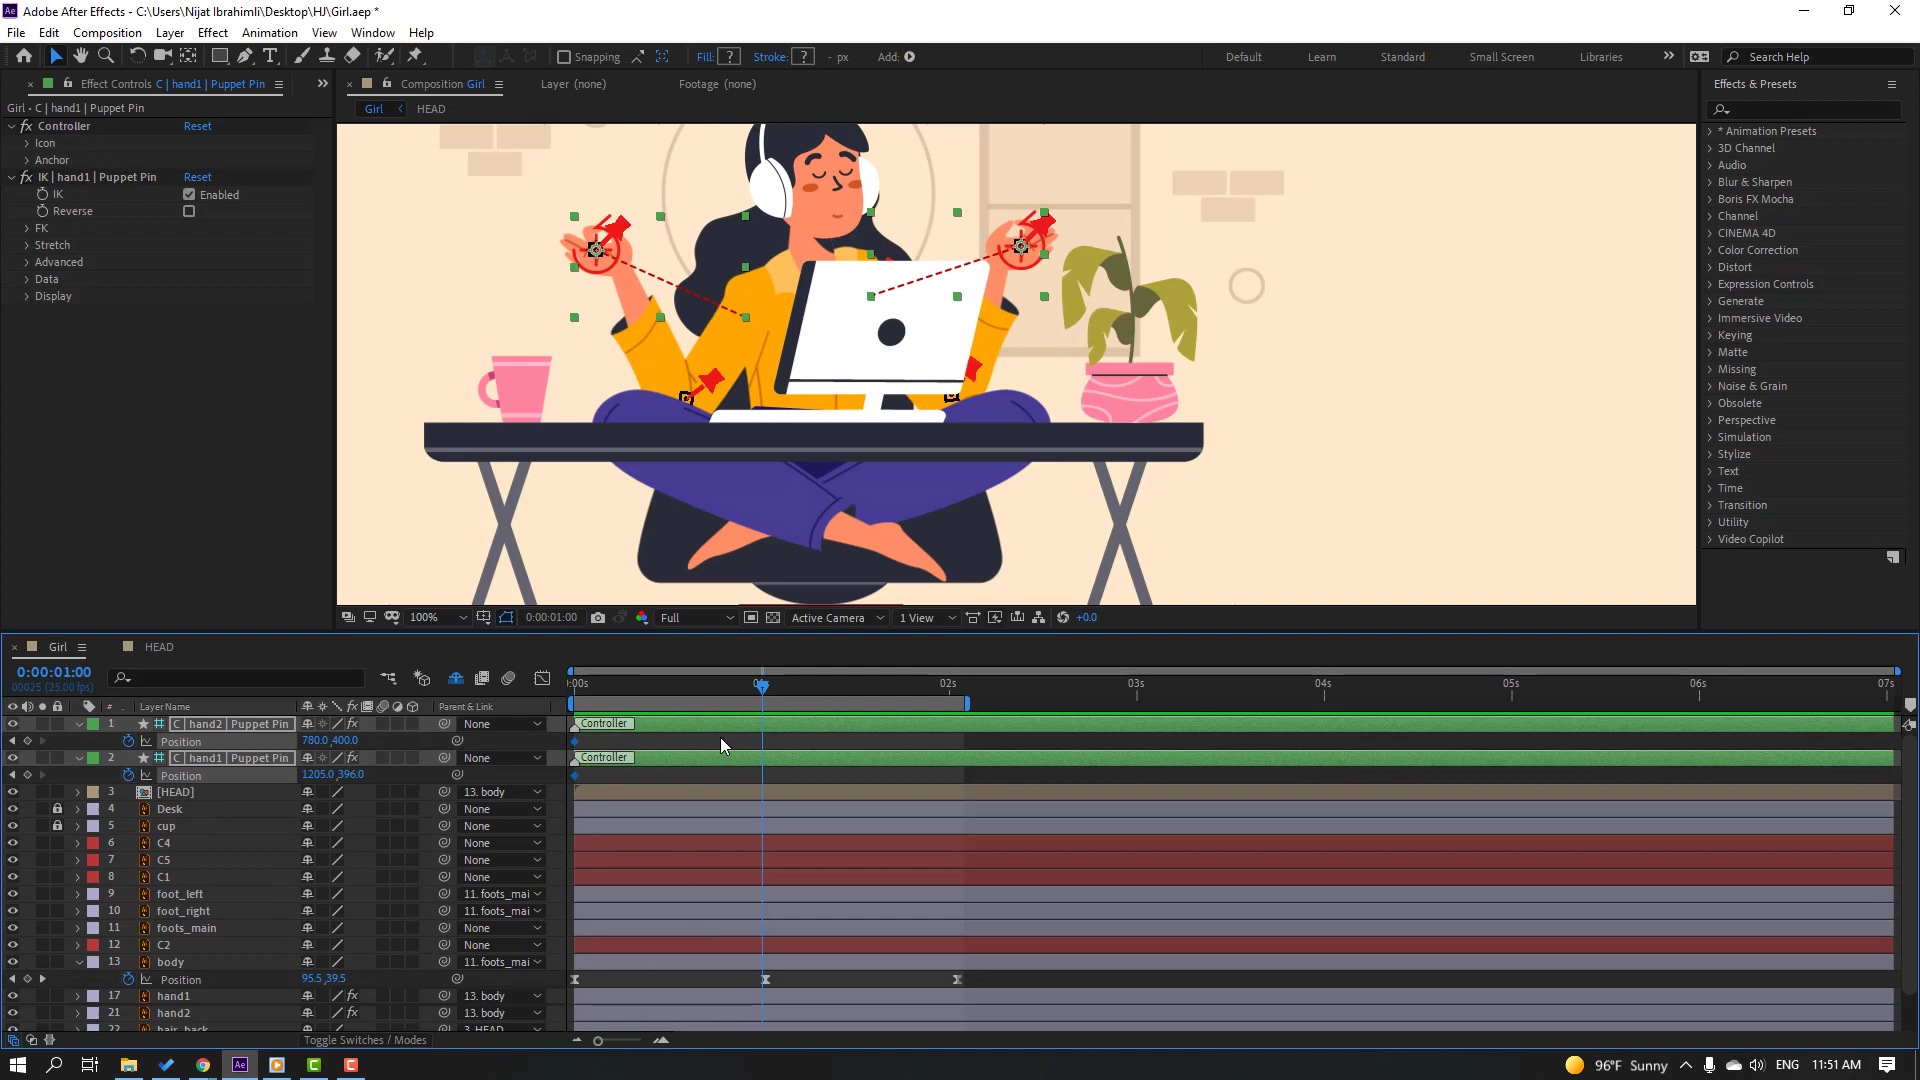 Adobe After Effects - C:\Users\Nijat Ibrahimli\Desktop\HJ\Girl.aep *
File Edit Composition Layer Effect Animation View Window Help
Snapping Fill: ? Stroke: ? - px Add: Default Learn Standard Small Screen Libraries Search Help
Effect Controls C | hand1 | Puppet Pin
Composition Girl Layer (none) Footage (none)
Effects & Presets
Girl · C | hand1 | Puppet Pin
Girl HEAD
Controller Reset
Icon
Anchor
IK | hand1 | Puppet Pin Reset
IK Enabled
Reverse
FK
Stretch
Advanced
Data
Display
* Animation Presets
3D Channel
Audio
Blur & Sharpen
Boris FX Mocha
Channel
CINEMA 4D
Color Correction
Distort
Expression Controls
Generate
Immersive Video
Keying
Matte
Missing
Noise & Grain
Obsolete
Perspective
Simulation
Stylize
Text
Time
Transition
Utility
Video Copilot
100% 0:00:01:00 Full Active Camera 1 View +0.0
Girl HEAD
0:00:01:00
00025 (25.00 fps)
:00s 02s 03s 04s 05s 06s 07s
# Layer Name Parent & Link
1 C | hand2 | Puppet Pin None Controller
Position 780.0,400.0
2 C | hand1 | Puppet Pin None Controller
Position 1205.0,396.0
3 [HEAD] 13. body
4 Desk None
5 cup None
6 C4 None
7 C5 None
8 C1 None
9 foot_left 11. foots_mai
10 foot_right 11. foots_mai
11 foots_main None
12 C2 None
13 body 11. foots_mai
Position 95.5,39.5
17 hand1 13. body
21 hand2 13. body
22 hair_back 3. HEAD
Toggle Switches / Modes
Ae 96°F Sunny ENG 11:51 AM